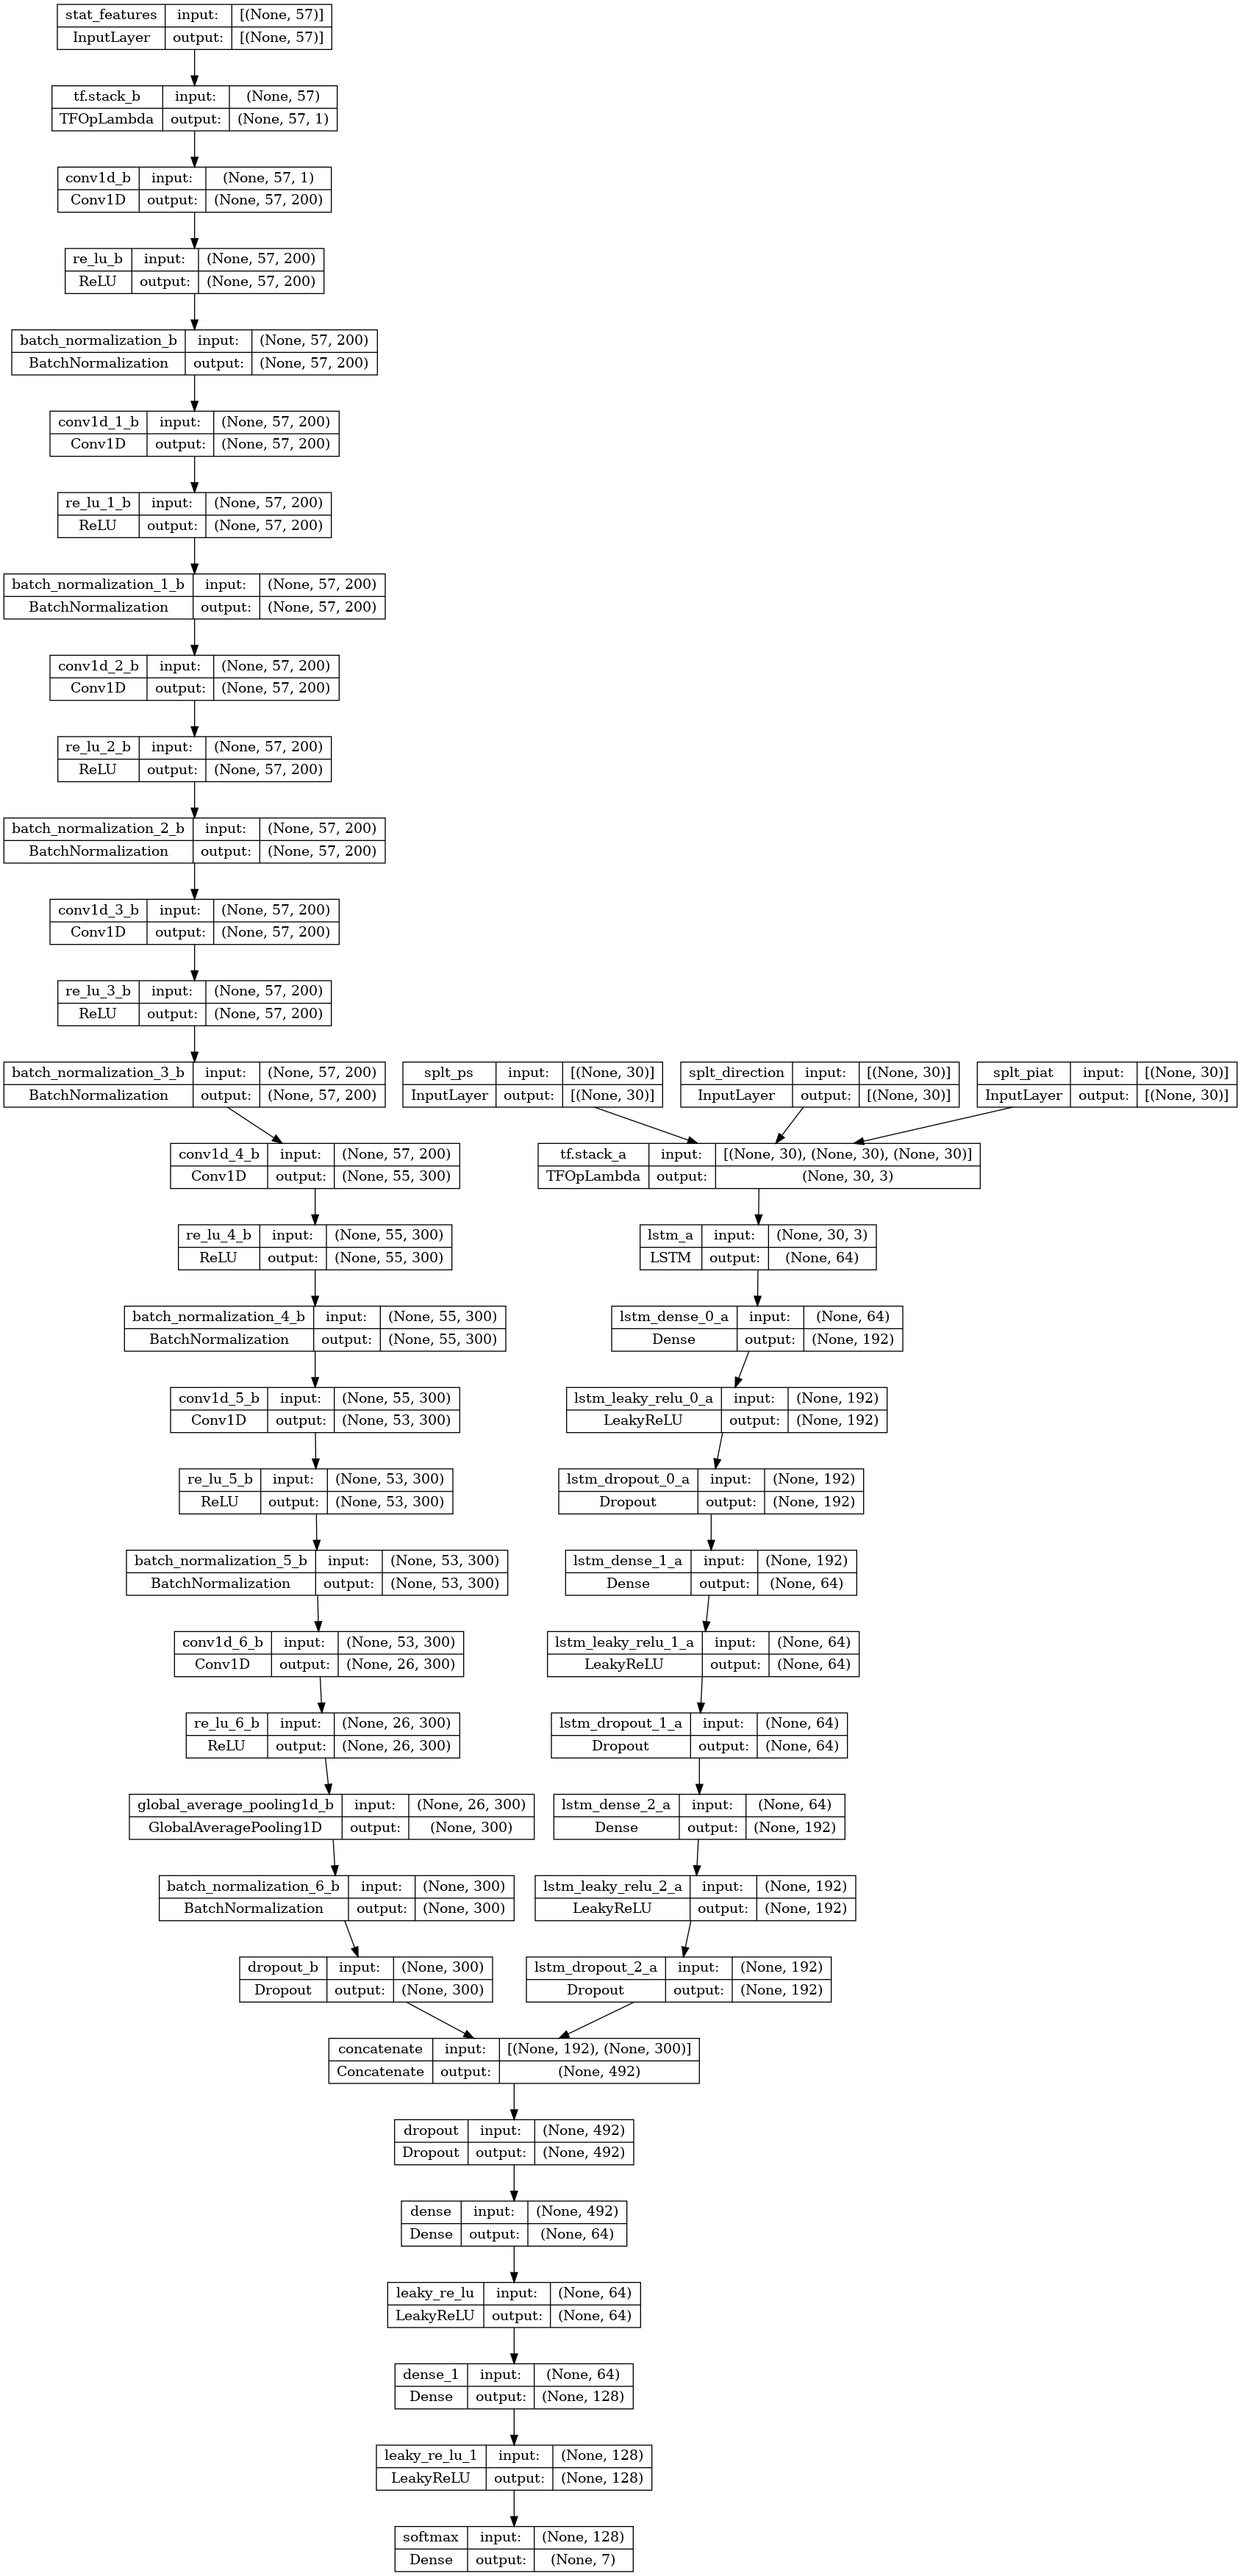 stat_features input: [(None, 57)]
InputLayer output: [(None, 57)]
tf.stack_b input: (None, 57)
TFOpLambda output: (None, 57, 1)
conv1d_b input: (None, 57, 1)
Conv1D output: (None, 57, 200)
re_lu_b input: (None, 57, 200)
ReLU output: (None, 57, 200)
batch_normalization_b input: (None, 57, 200)
BatchNormalization output: (None, 57, 200)
conv1d_1_b input: (None, 57, 200)
Conv1D output: (None, 57, 200)
re_lu_1_b input: (None, 57, 200)
ReLU output: (None, 57, 200)
batch_normalization_1_b input: (None, 57, 200)
BatchNormalization output: (None, 57, 200)
conv1d_2_b input: (None, 57, 200)
Conv1D output: (None, 57, 200)
re_lu_2_b input: (None, 57, 200)
ReLU output: (None, 57, 200)
batch_normalization_2_b input: (None, 57, 200)
BatchNormalization output: (None, 57, 200)
conv1d_3_b input: (None, 57, 200)
Conv1D output: (None, 57, 200)
re_lu_3_b input: (None, 57, 200)
ReLU output: (None, 57, 200)
batch_normalization_3_b input: (None, 57, 200)
BatchNormalization output: (None, 57, 200)
splt_ps input: [(None, 30)]
InputLayer output: [(None, 30)]
splt_direction input: [(None, 30)]
InputLayer output: [(None, 30)]
splt_piat input: [(None, 30)]
InputLayer output: [(None, 30)]
conv1d_4_b input: (None, 57, 200)
Conv1D output: (None, 55, 300)
tf.stack_a input: [(None, 30), (None, 30), (None, 30)]
TFOpLambda output: (None, 30, 3)
re_lu_4_b input: (None, 55, 300)
ReLU output: (None, 55, 300)
lstm_a input: (None, 30, 3)
LSTM output: (None, 64)
batch_normalization_4_b input: (None, 55, 300)
BatchNormalization output: (None, 55, 300)
lstm_dense_0_a input: (None, 64)
Dense output: (None, 192)
conv1d_5_b input: (None, 55, 300)
Conv1D output: (None, 53, 300)
lstm_leaky_relu_0_a input: (None, 192)
LeakyReLU output: (None, 192)
re_lu_5_b input: (None, 53, 300)
ReLU output: (None, 53, 300)
lstm_dropout_0_a input: (None, 192)
Dropout output: (None, 192)
batch_normalization_5_b input: (None, 53, 300)
BatchNormalization output: (None, 53, 300)
lstm_dense_1_a input: (None, 192)
Dense output: (None, 64)
conv1d_6_b input: (None, 53, 300)
Conv1D output: (None, 26, 300)
lstm_leaky_relu_1_a input: (None, 64)
LeakyReLU output: (None, 64)
re_lu_6_b input: (None, 26, 300)
ReLU output: (None, 26, 300)
lstm_dropout_1_a input: (None, 64)
Dropout output: (None, 64)
global_average_pooling1d_b input: (None, 26, 300)
GlobalAveragePooling1D output: (None, 300)
lstm_dense_2_a input: (None, 64)
Dense output: (None, 192)
batch_normalization_6_b input: (None, 300)
BatchNormalization output: (None, 300)
lstm_leaky_relu_2_a input: (None, 192)
LeakyReLU output: (None, 192)
dropout_b input: (None, 300)
Dropout output: (None, 300)
lstm_dropout_2_a input: (None, 192)
Dropout output: (None, 192)
concatenate input: [(None, 192), (None, 300)]
Concatenate output: (None, 492)
dropout input: (None, 492)
Dropout output: (None, 492)
dense input: (None, 492)
Dense output: (None, 64)
leaky_re_lu input: (None, 64)
LeakyReLU output: (None, 64)
dense_1 input: (None, 64)
Dense output: (None, 128)
leaky_re_lu_1 input: (None, 128)
LeakyReLU output: (None, 128)
softmax input: (None, 128)
Dense output: (None, 7)